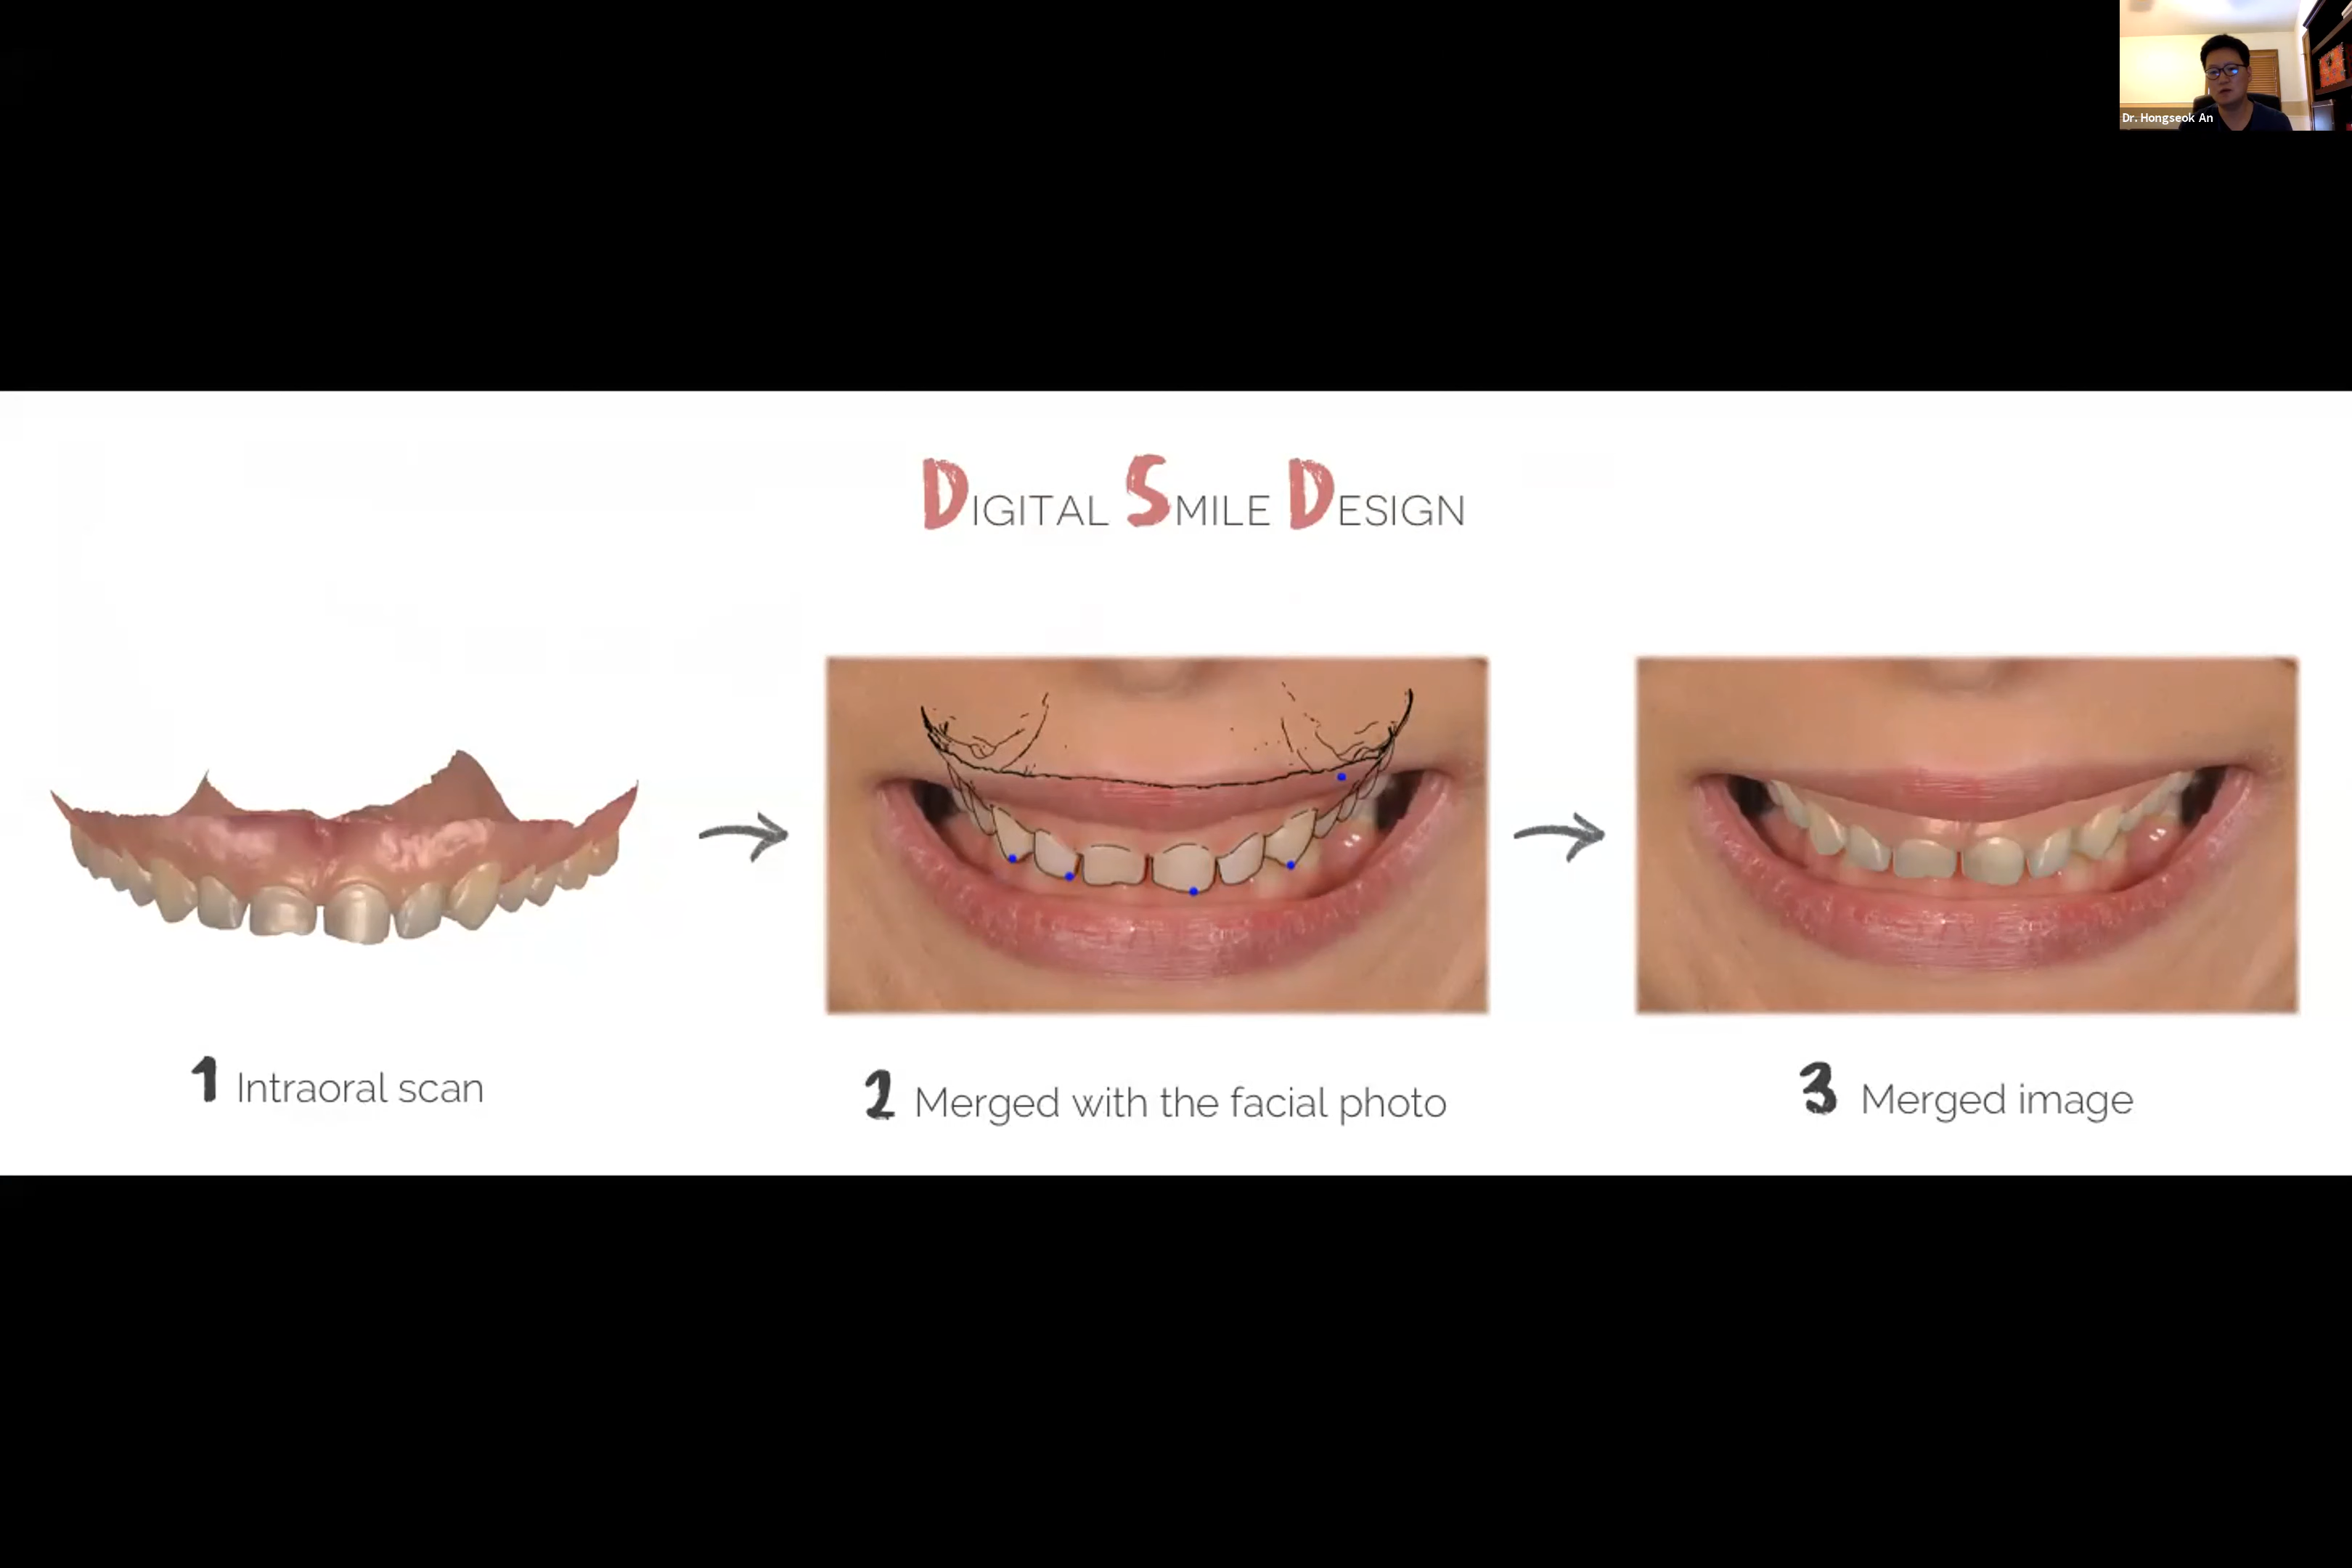 Dr. Hongseok An
DIGITAL SMILE DESIGN
1 Intraoral scan
2 Merged with the facial photo
3 Merged image